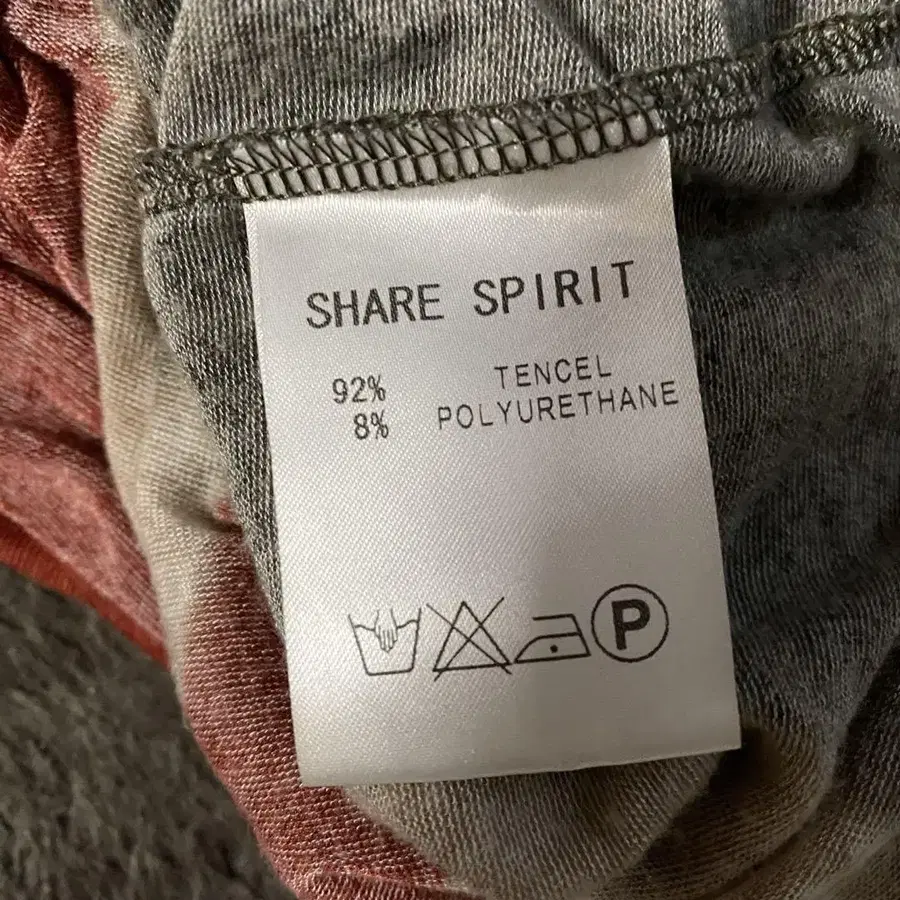 SHARE SPIRIT
92% TENCEL
8% POLYURETHANE
P